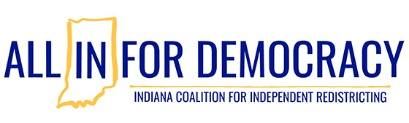 ALL IN FOR DEMOCRACY
INDIANA COALITION FOR INDEPENDENT REDISTRICTING